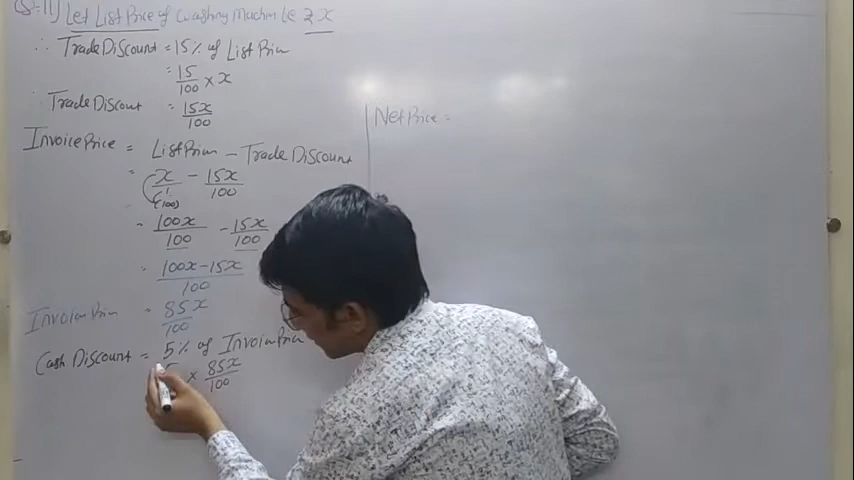 Q-11) Let List Price of Washing Machin be ₹ x
∴ Trade Discount = 15% of List Price
= 15/100 × x
∴ Trade Discount = 15x/100
Invoice Price = List Price - Trade Discount
= x/1 - 15x/100
(100)
= 100x/100 - 15x/100
= 100x-15x/100
Invoice Price = 85x/100
Cash Discount = 5% of Invoice Price
× 85x/100
Net Price =